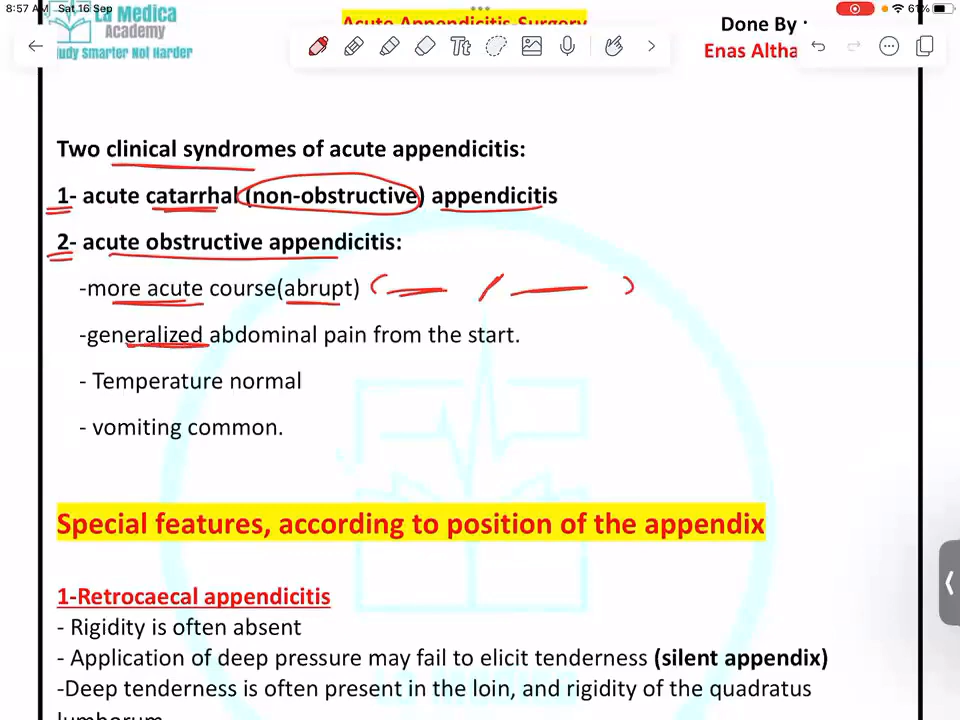 8:57 AM Sat 16 Sep
61%
La Medica
Academy
Study Smarter Not Harder
Acute Appendicitis-Surgery
Done By :
Enas Altha
Tt
Two clinical syndromes of acute appendicitis:
1- acute catarrhal (non-obstructive) appendicitis
2- acute obstructive appendicitis:
-more acute course(abrupt)
-generalized abdominal pain from the start.
- Temperature normal
- vomiting common.
Special features, according to position of the appendix
1-Retrocaecal appendicitis
- Rigidity is often absent
- Application of deep pressure may fail to elicit tenderness (silent appendix)
-Deep tenderness is often present in the loin, and rigidity of the quadratus
lumborum